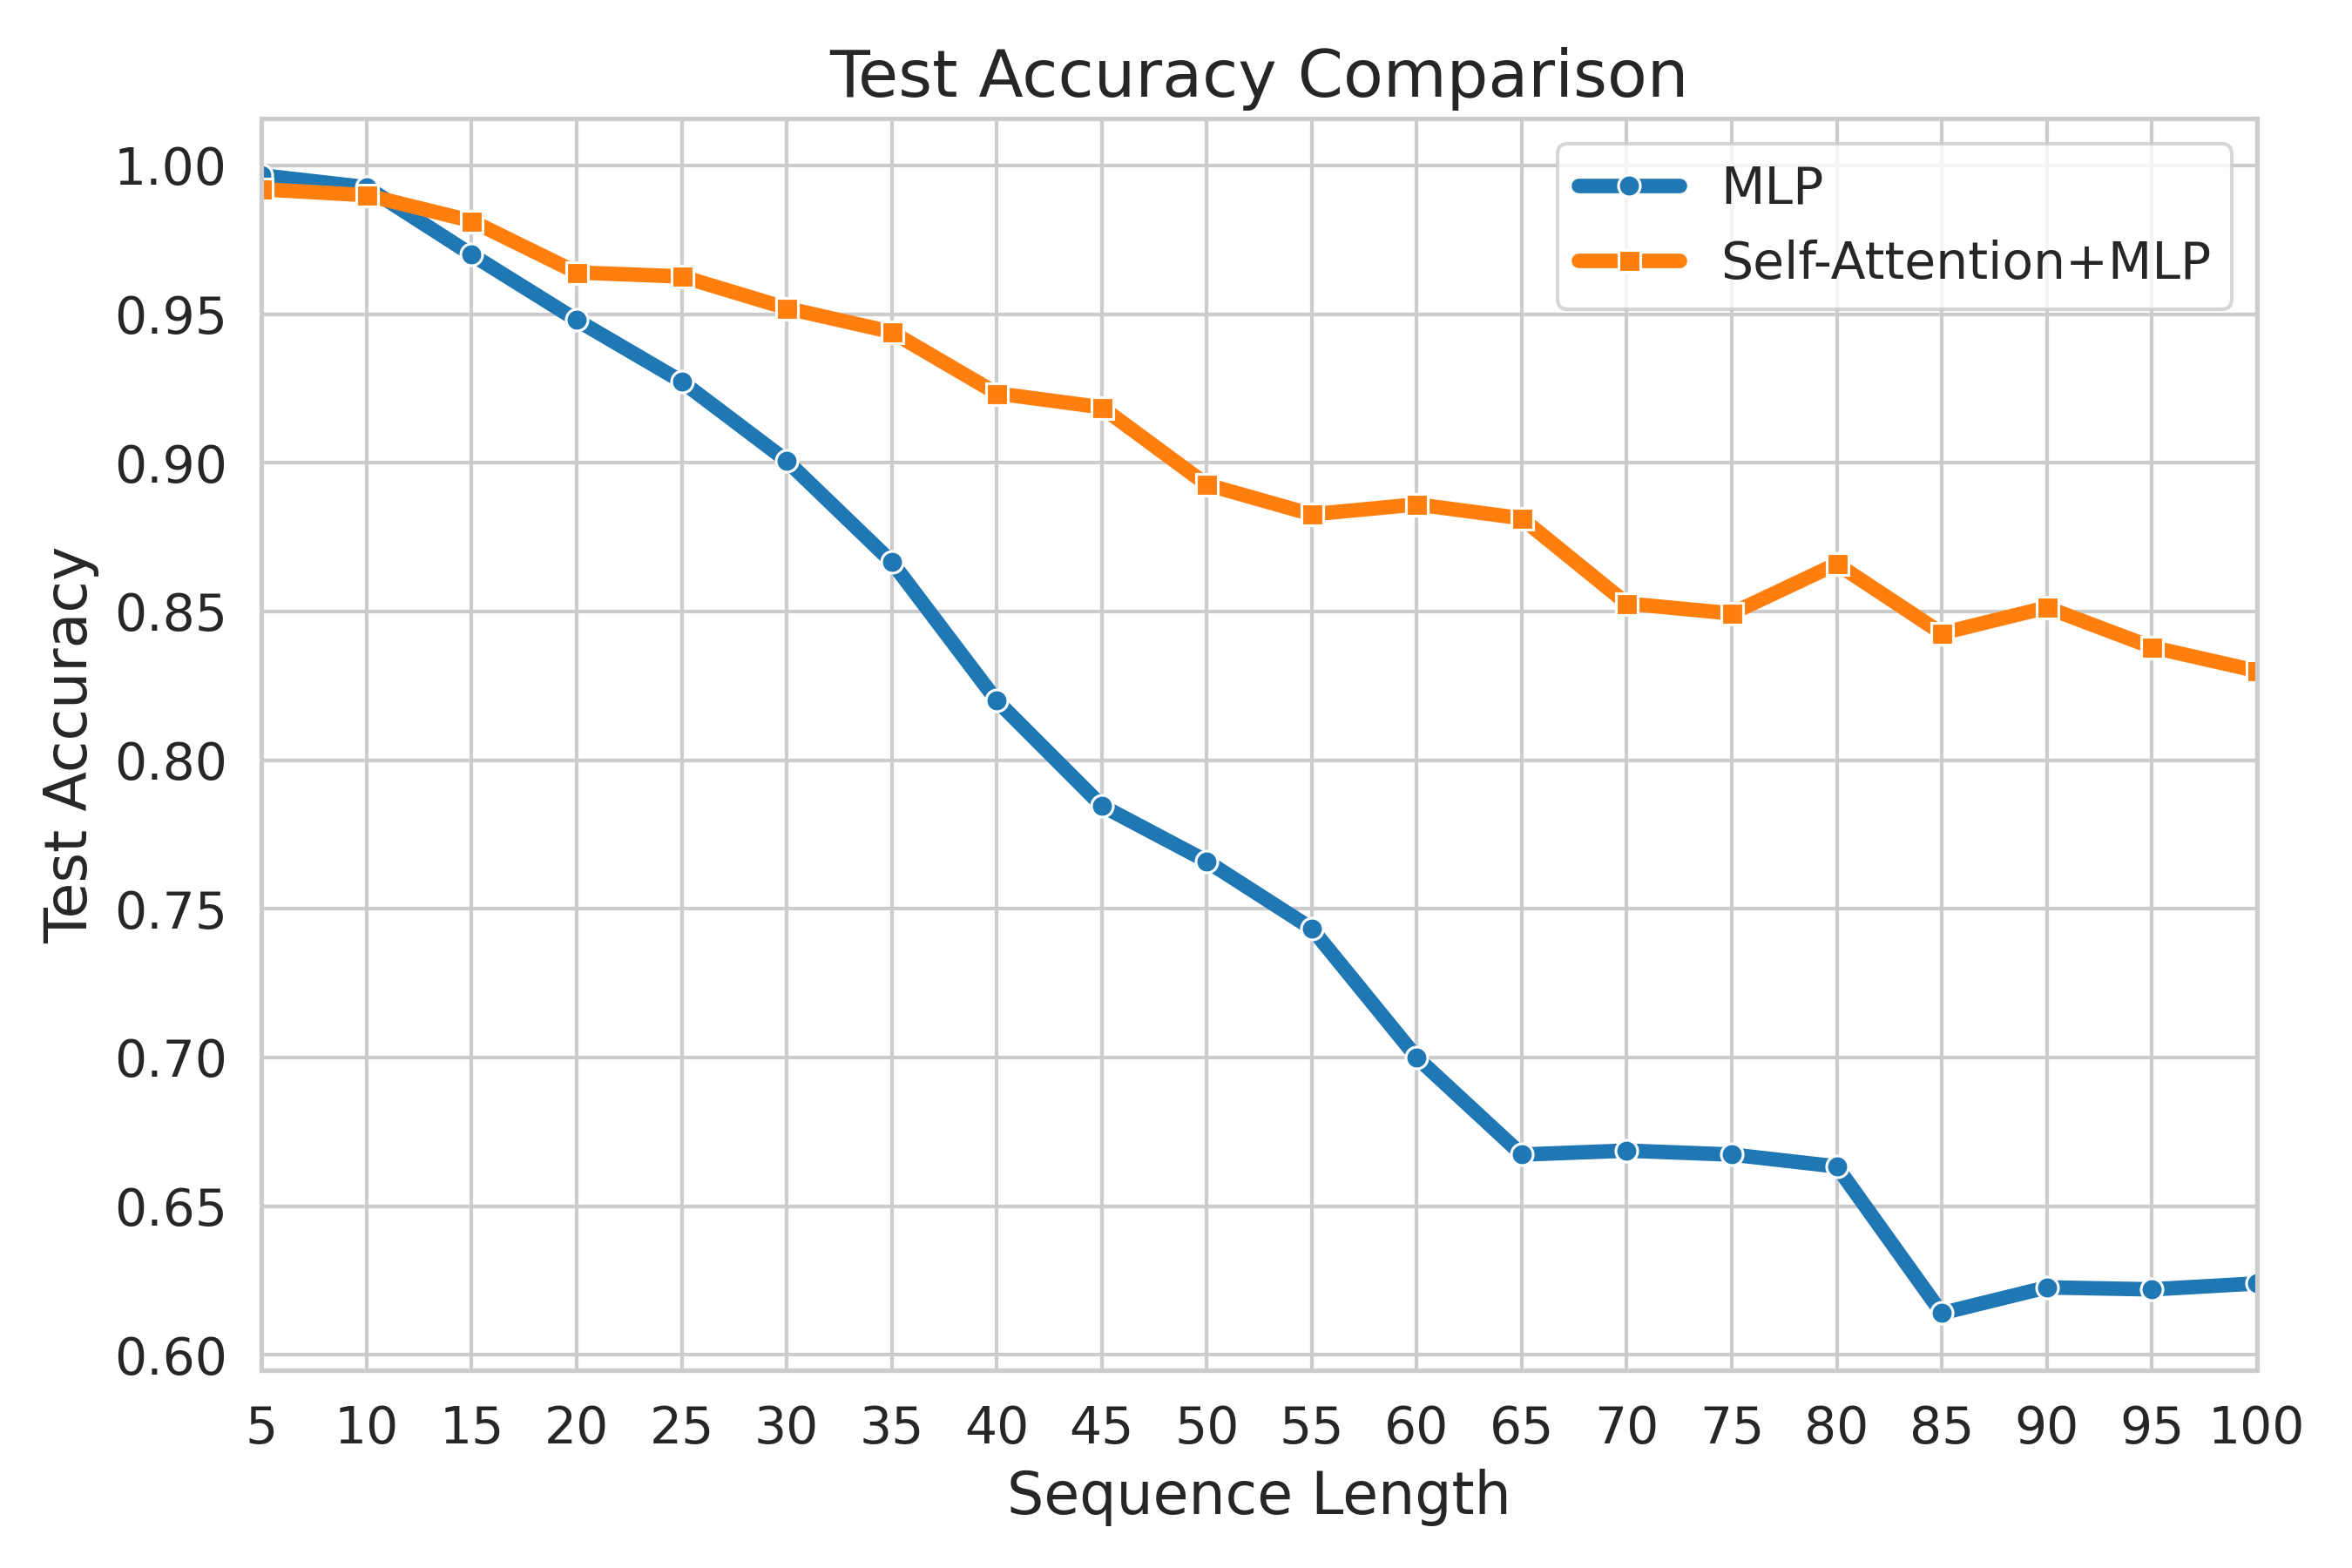 Test Accuracy Comparison
1.00
0.95
0.90
0.85
0.80
0.75
0.70
0.65
0.60
Test Accuracy
MLP
Self-Attention+MLP
5 10 15 20 25 30 35 40 45 50 55 60 65 70 75 80 85 90 95 100
Sequence Length